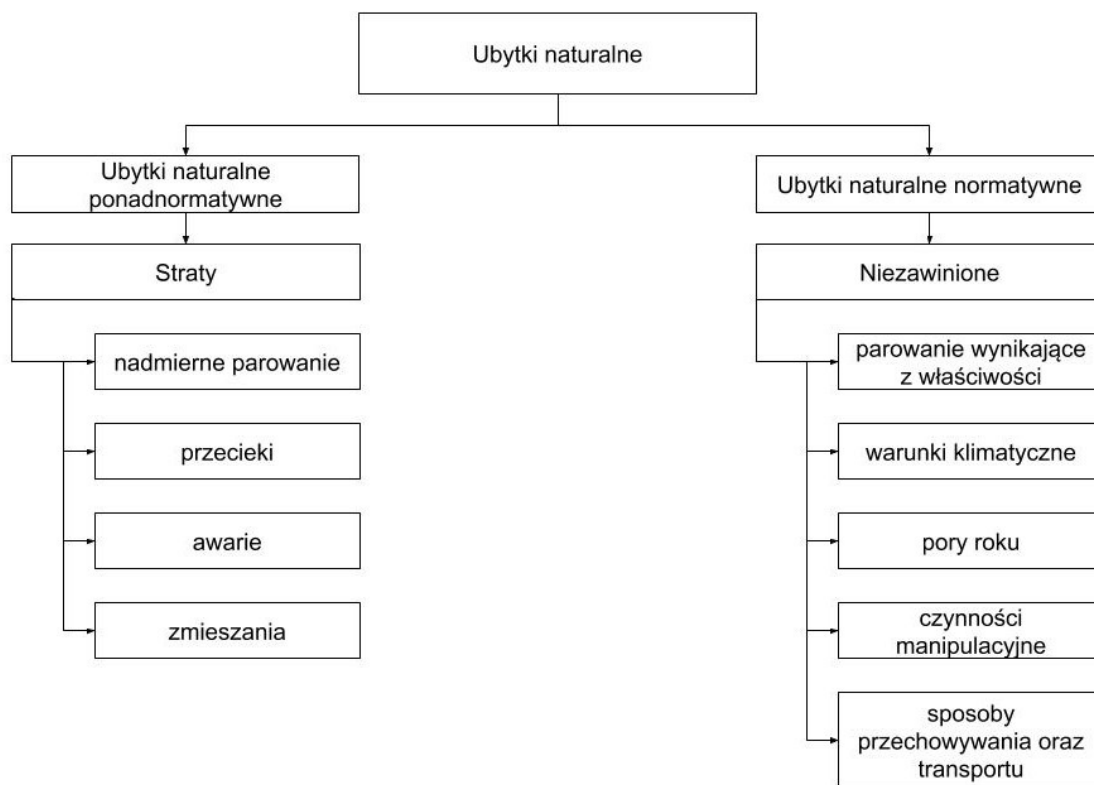 Ubytki naturalne
Ubytki naturalne
ponadnormatywne
Straty
nadmierne parowanie
przecieki
awarie
zmieszania
Ubytki naturalne normatywne
Niezawinione
parowanie wynikające
z właściwości
warunki klimatyczne
pory roku
czynności
manipulacyjne
sposoby
przechowywania oraz
transportu